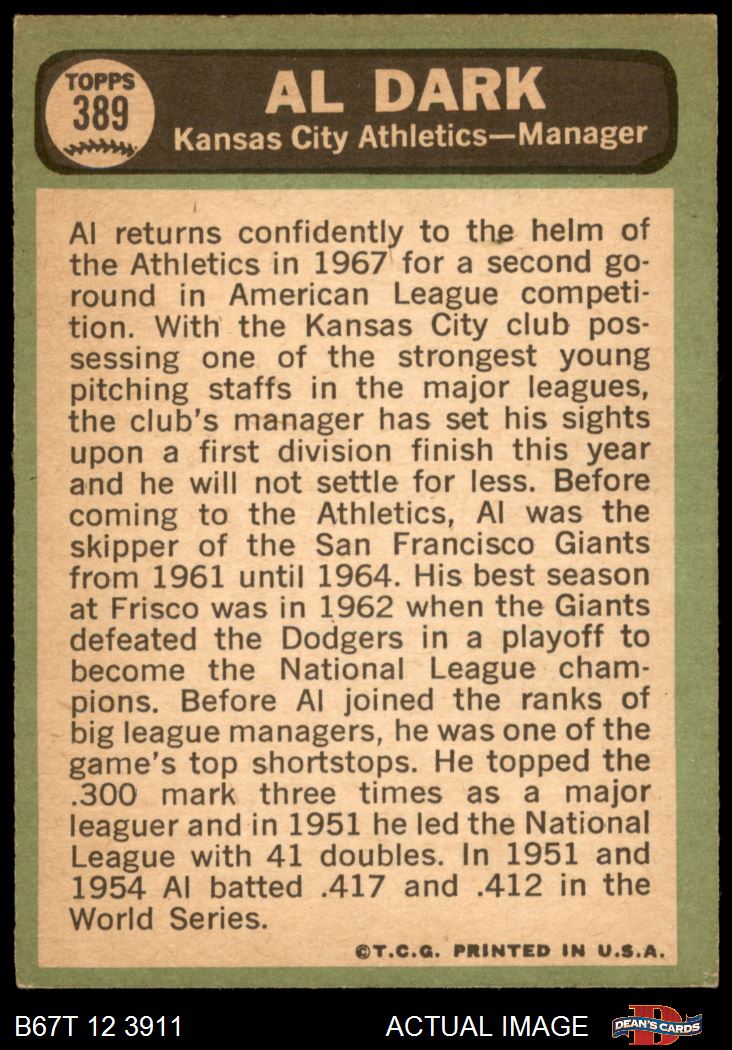 TOPPS
389
AL DARK
Kansas City Athletics—Manager
Al returns confidently to the helm of
the Athletics in 1967 for a second go-
round in American League competi-
tion. With the Kansas City club pos-
sessing one of the strongest young
pitching staffs in the major leagues,
the club's manager has set his sights
upon a first division finish this year
and he will not settle for less. Before
coming to the Athletics, Al was the
skipper of the San Francisco Giants
from 1961 until 1964. His best season
at Frisco was in 1962 when the Giants
defeated the Dodgers in a playoff to
become the National League cham-
pions. Before Al joined the ranks of
big league managers, he was one of the
game's top shortstops. He topped the
.300 mark three times as a major
leaguer and in 1951 he led the National
League with 41 doubles. In 1951 and
1954 Al batted .417 and .412 in the
World Series.
©T.C.G. PRINTED IN U.S.A.
B67T 12 3911
ACTUAL IMAGE
D
DEAN'S CARDS